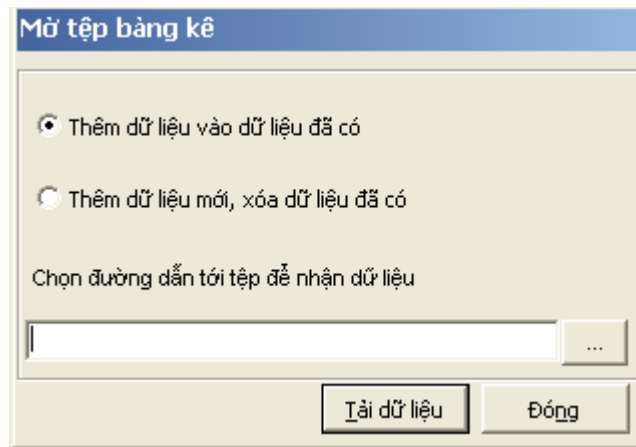 Mở tệp bảng kê
Thêm dữ liệu vào dữ liệu đã có
Thêm dữ liệu mới, xóa dữ liệu đã có
Chọn đường dẫn tới tệp để nhận dữ liệu
...
Tải dữ liệu
Đóng